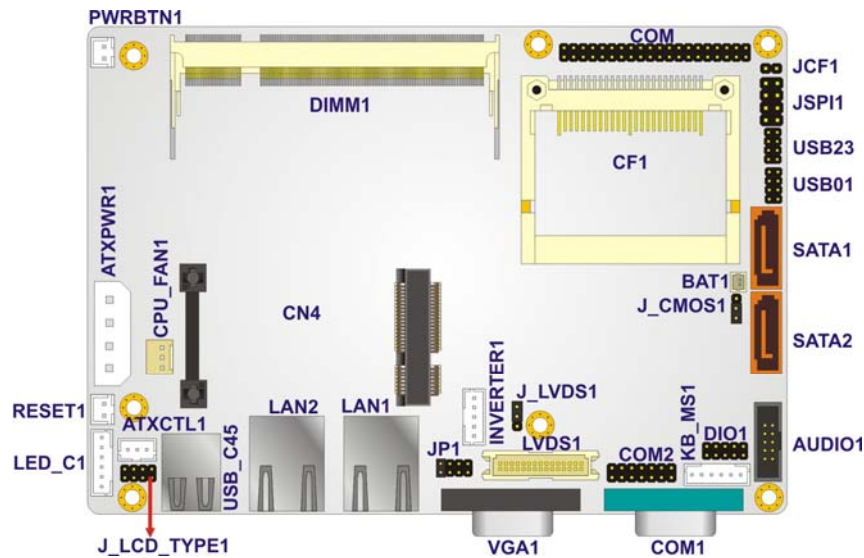 PWRBTN1
COM
JCF1
DIMM1
JSPI1
CF1
USB23
USB01
ATXPWR1
CPU_FAN1
SATA1
BAT1
J_CMOS1
CN4
SATA2
INVERTER1
J_LVDS1
RESET1
ATXCTL1
LAN2
LAN1
KB_MS1
DIO1
LED_C1
USB_C45
JP1
LVDS1
COM2
AUDIO1
J_LCD_TYPE1
VGA1
COM1